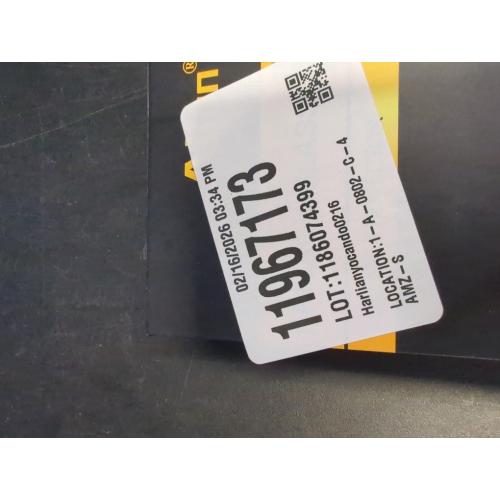 02/16/2026 03:34 PM
11967173
LOT:1186074399
Harlianyocando0216
LOCATION:1-A-0802-C-4
AMZ-S